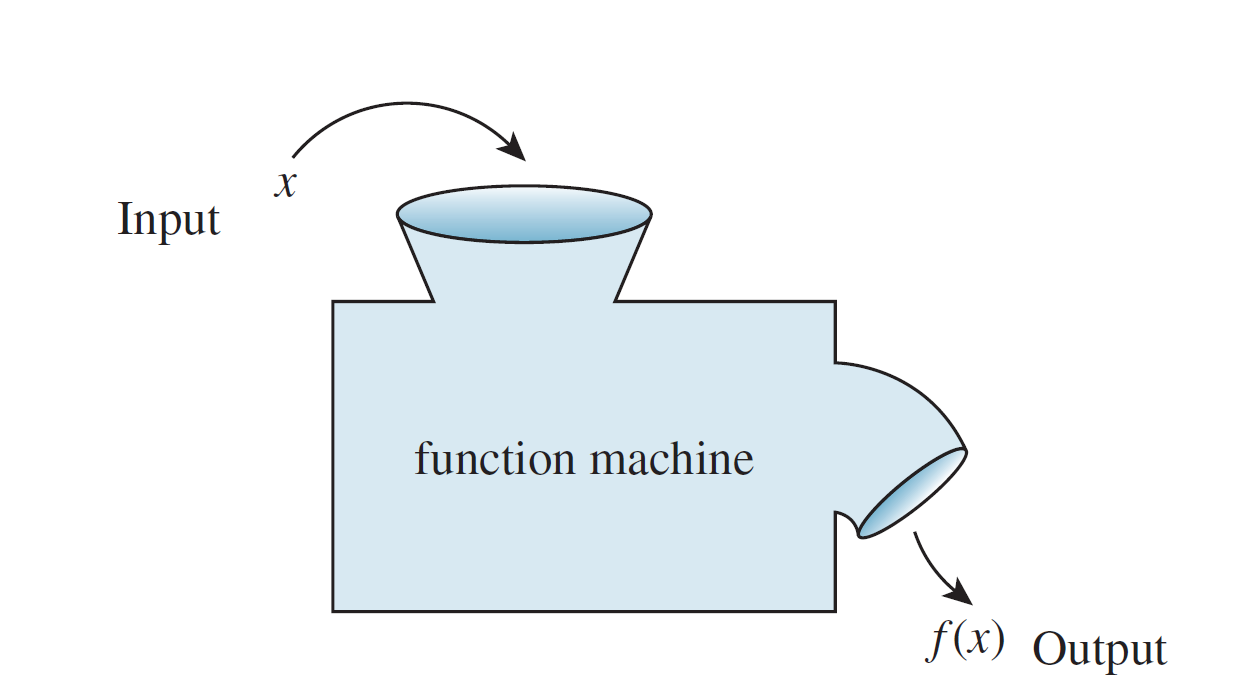 x
Input
function machine
f(x) Output